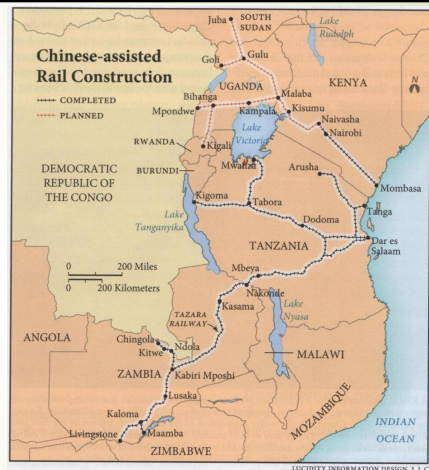 Juba
SOUTH
SUDAN
Lake
Rudolph
Chinese-assisted
Rail Construction
COMPLETED
PLANNED
Goli
Gulu
UGANDA
KENYA
N
Bihanga
Mpondwe
Malaba
Kampala
Kisumu
Naivasha
Nairobi
Lake
Victoria
RWANDA
Kigali
BURUNDI
DEMOCRATIC
REPUBLIC OF
THE CONGO
Mwanza
Arusha
Mombasa
Kigoma
Tabora
Tanga
Lake
Tanganyika
Dodoma
TANZANIA
Dar es
Salaam
0 200 Miles
0 200 Kilometers
Mbeya
Nakonde
Kasama
Lake
Nyasa
TAZARA
RAILWAY
ANGOLA
Chingola
Kitwe
Ndola
MALAWI
ZAMBIA
Kabiri Mposhi
Lusaka
MOZAMBIQUE
Kaloma
Livingstone
Maamba
INDIAN
OCEAN
ZIMBABWE
LUCIDITY INFORMATION DESIGN, L L C